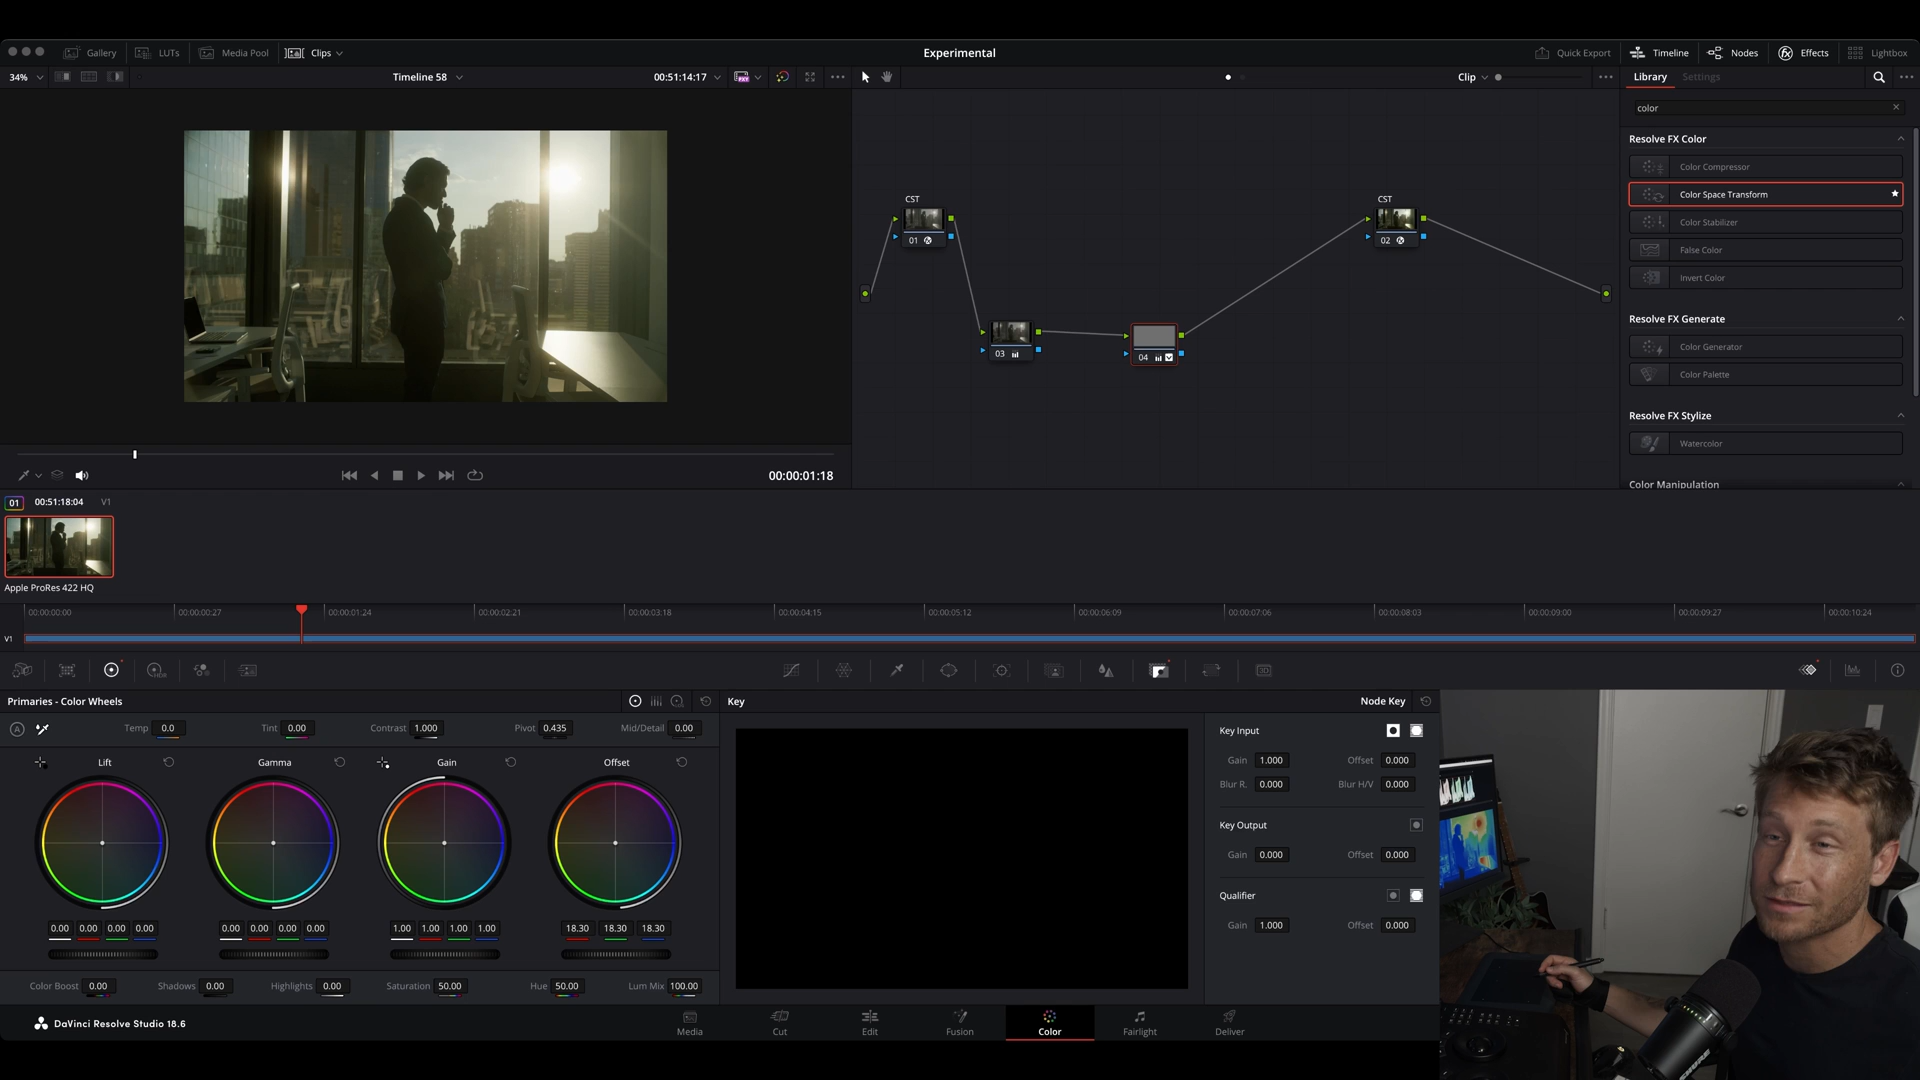 Gallery LUTs Media Pool Clips Experimental Quick Export Timeline Nodes Effects Lightbox
34% Timeline 58 00:51:14:17 Clip Library Settings
color
Resolve FX Color
Color Compressor
Color Space Transform
Color Stabilizer
False Color
Invert Color
Resolve FX Generate
Color Generator
Color Palette
Resolve FX Stylize
Watercolor
Color Manipulation
CST
01
CST
02
03
04
00:00:01:18
01 00:51:18:04 V1
Apple ProRes 422 HQ
00:00:00:00 00:00:00:27 00:00:01:24 00:00:02:21 00:00:03:18 00:00:04:15 00:00:05:12 00:00:06:09 00:00:07:06 00:00:08:03 00:00:09:00 00:00:09:27 00:00:10:24
V1
Primaries - Color Wheels
Temp 0.0 Tint 0.00 Contrast 1.000 Pivot 0.435 Mid/Detail 0.00
Lift Gamma Gain Offset
0.00 0.00 0.00 0.00 0.00 0.00 0.00 0.00 1.00 1.00 1.00 1.00 18.30 18.30 18.30
Color Boost 0.00 Shadows 0.00 Highlights 0.00 Saturation 50.00 Hue 50.00 Lum Mix 100.00
Key Node Key
Key Input
Gain 1.000 Offset 0.000
Blur R. 0.000 Blur H/V 0.000
Key Output
Gain 0.000 Offset 0.000
Qualifier
Gain 1.000 Offset 0.000
DaVinci Resolve Studio 18.6
Media Cut Edit Fusion Color Fairlight Deliver